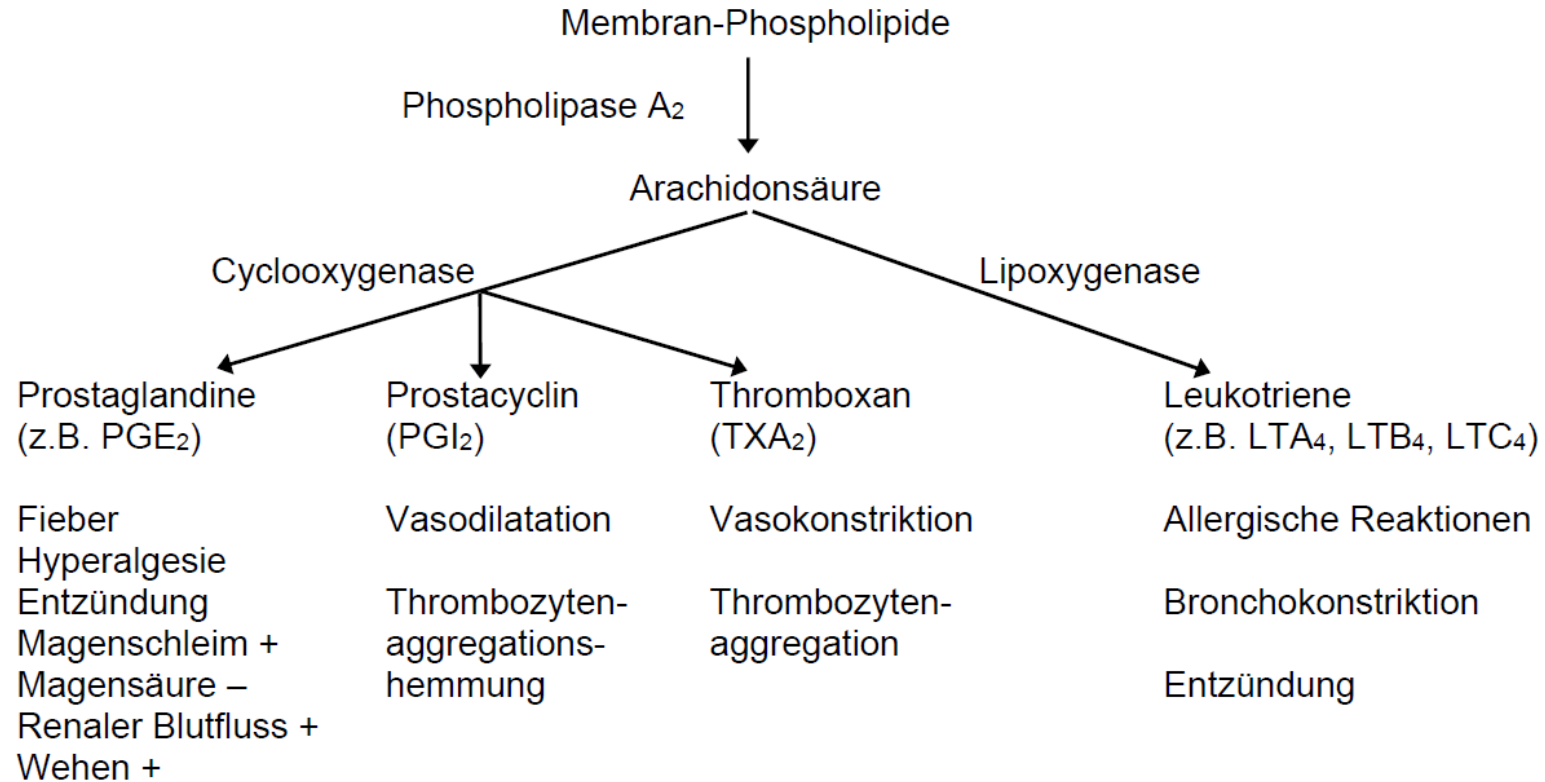 Membran-Phospholipide
Phospholipase A₂
Arachidonsäure
Cyclooxygenase
Lipoxygenase
Prostaglandine
(z.B. PGE₂)
Fieber
Hyperalgesie
Entzündung
Magenschleim +
Magensäure –
Renaler Blutfluss +
Wehen +
Prostacyclin
(PGI₂)
Vasodilatation
Thrombozyten-
aggregations-
hemmung
Thromboxan
(TXA₂)
Vasokonstriktion
Thrombozyten-
aggregation
Leukotriene
(z.B. LTA₄, LTB₄, LTC₄)
Allergische Reaktionen
Bronchokonstriktion
Entzündung